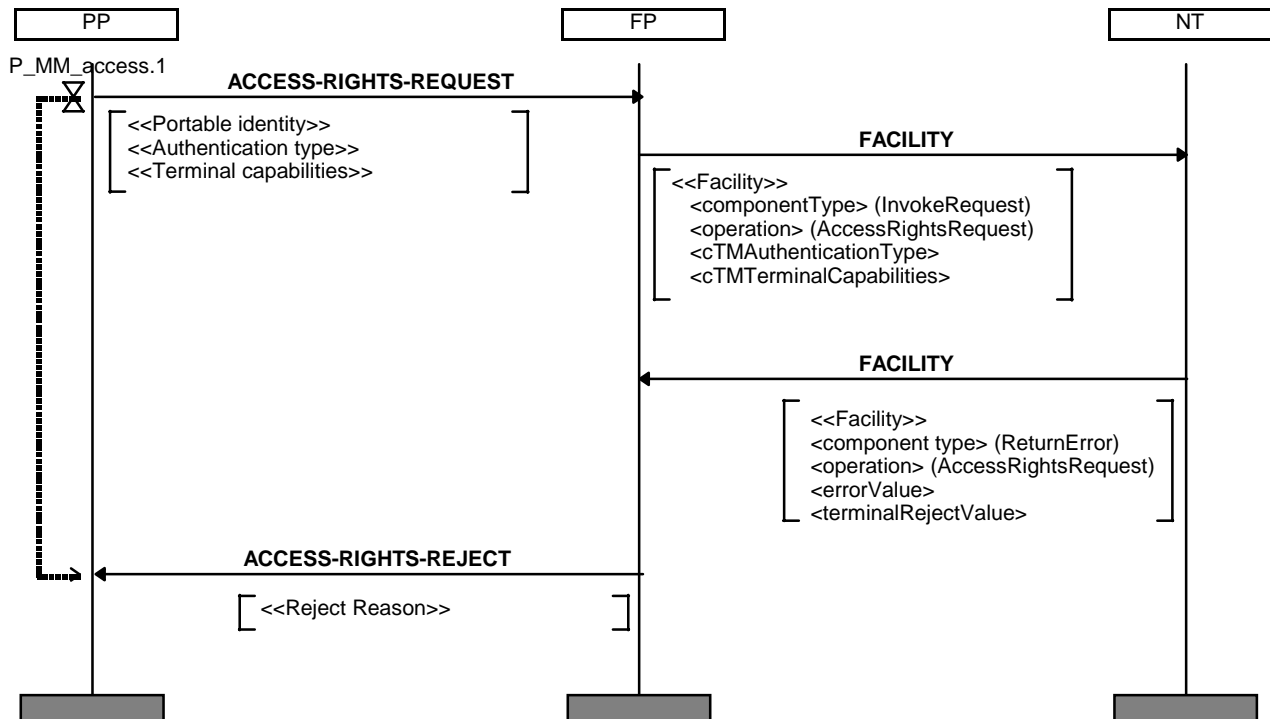 PP
FP
NT
P_MM_access.1
ACCESS-RIGHTS-REQUEST
<<Portable identity>>
<<Authentication type>>
<<Terminal capabilities>>
FACILITY
<<Facility>>
<componentType> (InvokeRequest)
<operation> (AccessRightsRequest)
<cTMAuthenticationType>
<cTMTerminalCapabilities>
FACILITY
<<Facility>>
<component type> (ReturnError)
<operation> (AccessRightsRequest)
<errorValue>
<terminalRejectValue>
ACCESS-RIGHTS-REJECT
<<Reject Reason>>